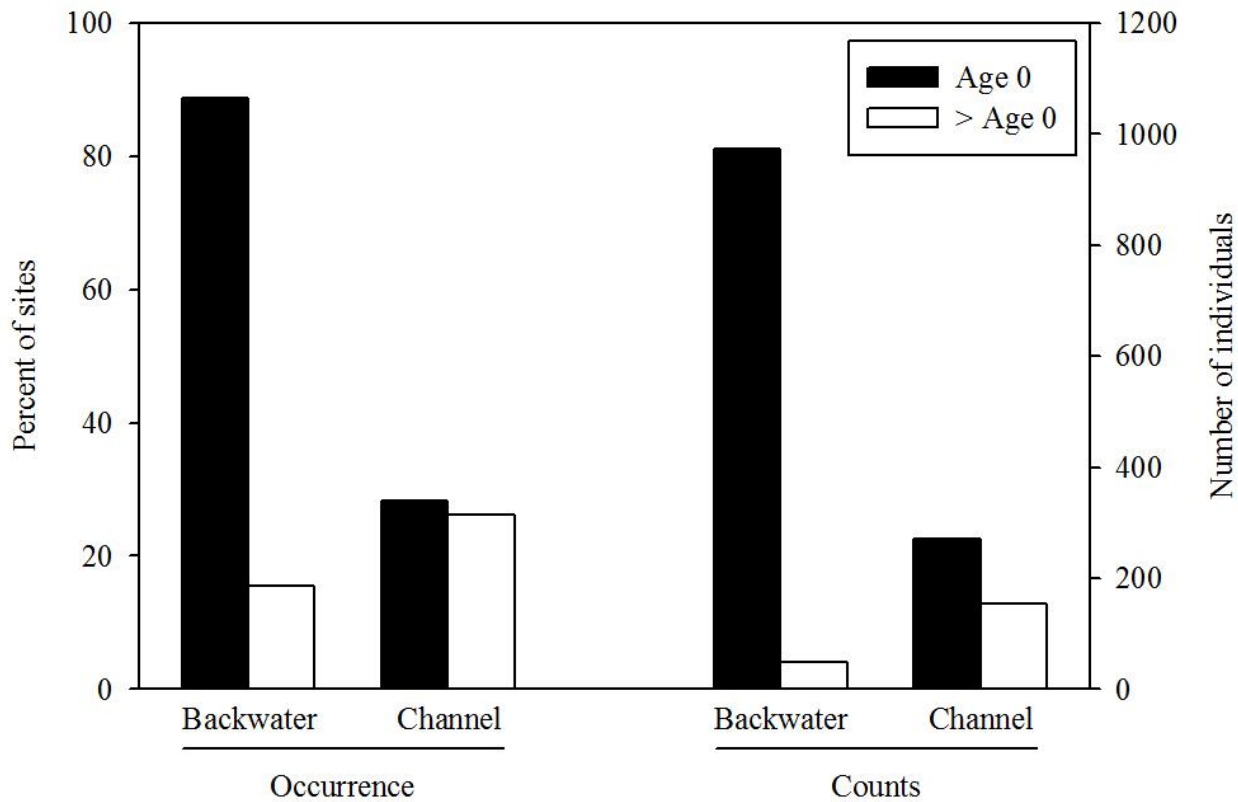 100
80
60
40
20
0
Percent of sites
1200
1000
800
600
400
200
0
Number of individuals
Age 0
> Age 0
Backwater Channel Backwater Channel
Occurrence Counts